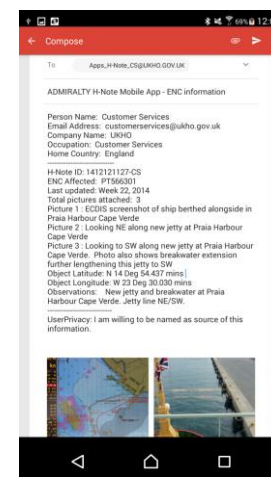 69% 12:
Compose
To Apps_H-Note_CS@UKHO.GOV.UK
ADMIRALTY H-Note Mobile App - ENC information
Person Name: Customer Services
Email Address: customerservices@ukho.gov.uk
Company Name: UKHO
Occupation: Customer Services
Home Country: England
-------------------------
H-Note ID: 1412121127-CS
ENC Affected: PT566301
Last updated: Week 22, 2014
Total pictures attached: 3
Picture 1 : ECDIS screenshot of ship berthed alongside in
Praia Harbour Cape Verde
Picture 2 : Looking NE along new jetty at Praia Harbour
Cape Verde
Picture 3 : Looking to SW along new jetty at Praia Harbour
Cape Verde. Photo also shows breakwater extension
further lengthening this jetty to SW
Object Latitude: N 14 Deg 54.437 mins
Object Longitude: W 23 Deg 30.030 mins
Observations: New jetty and breakwater at Praia
Harbour Cape Verde. Jetty line NE/SW.
-------------------------
UserPrivacy: I am willing to be named as source of this
information.